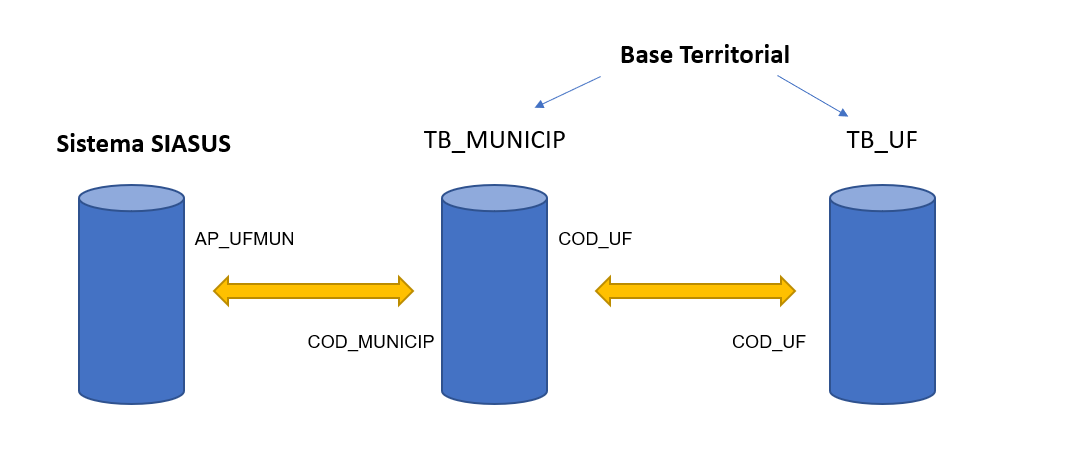 Base Territorial
Sistema SIASUS
TB_MUNICIP
TB_UF
AP_UFMUN
COD_UF
COD_MUNICIP
COD_UF